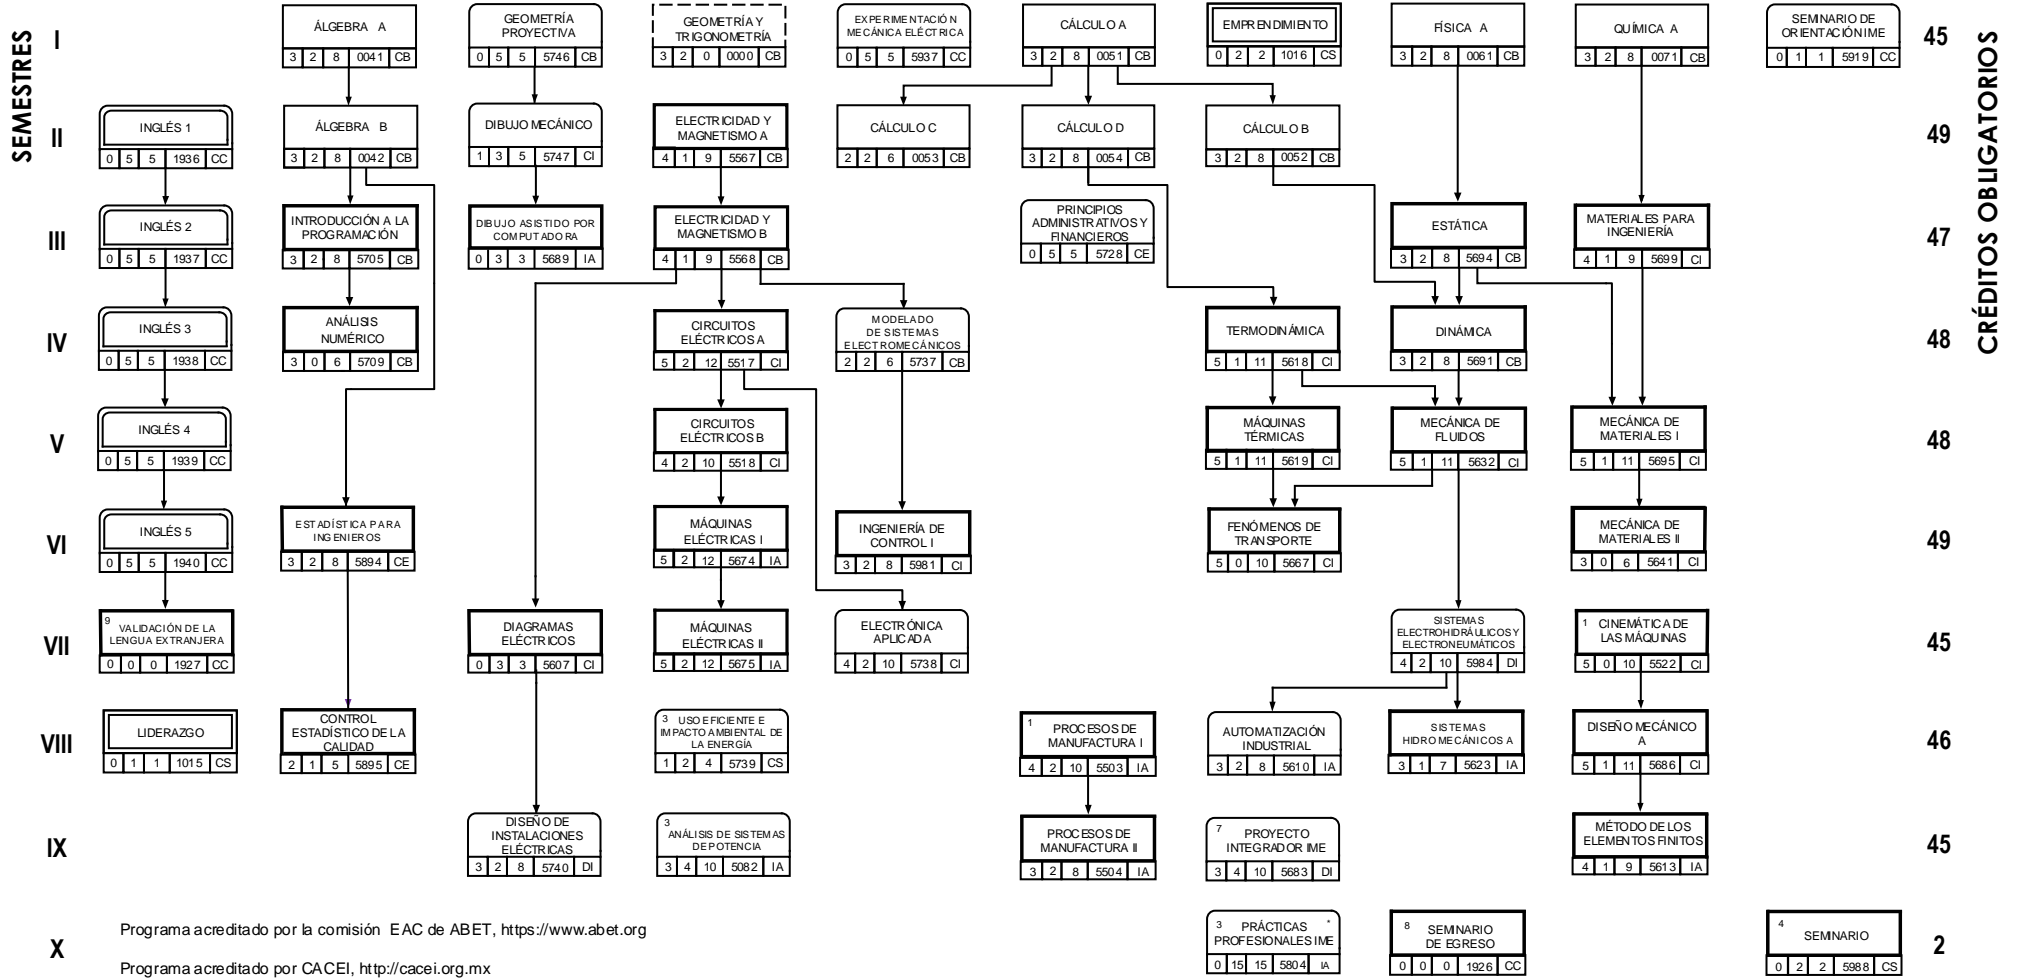 SEMESTRES
CRÉDITOS OBLIGATORIOS
I
ÁLGEBRA A
3 2 8 0041 CB
GEOMETRÍA
PROYECTIVA
0 5 5 5746 CB
GEOMETRÍA Y
TRIGONOMETRÍA
3 2 0 0000 CB
EXPERIMENTACIÓN
MECÁNICA ELÉCTRICA
0 5 5 5937 CC
CÁLCULO A
3 2 8 0051 CB
EMPRENDIMIENTO
0 2 2 1016 CS
FÍSICA A
3 2 8 0061 CB
QUÍMICA A
3 2 8 0071 CB
SEMINARIO DE
ORIENTACIÓN IME
0 1 1 5919 CC
45
II
INGLÉS 1
0 5 5 1936 CC
ÁLGEBRA B
3 2 8 0042 CB
DIBUJO MECÁNICO
1 3 5 5747 CI
ELECTRICIDAD Y
MAGNETISMO A
4 1 9 5567 CB
CÁLCULO C
2 2 6 0053 CB
CÁLCULO D
3 2 8 0054 CB
CÁLCULO B
3 2 8 0052 CB
49
III
INGLÉS 2
0 5 5 1937 CC
INTRODUCCIÓN A LA
PROGRAMACIÓN
3 2 8 5705 CB
DIBUJO ASISTIDO POR
COMPUTADORA
0 3 3 5689 IA
ELECTRICIDAD Y
MAGNETISMO B
4 1 9 5568 CB
PRINCIPIOS
ADMINISTRATIVOS Y
FINANCIEROS
0 5 5 5728 CE
ESTÁTICA
3 2 8 5694 CB
MATERIALES PARA
INGENIERÍA
4 1 9 5699 CI
47
IV
INGLÉS 3
0 5 5 1938 CC
ANÁLISIS
NUMÉRICO
3 0 6 5709 CB
CIRCUITOS
ELÉCTRICOS A
5 2 12 5517 CI
MODELADO
DE SISTEMAS
ELECTROMECÁNICOS
2 2 6 5737 CB
TERMODINÁMICA
5 1 11 5618 CI
DINÁMICA
3 2 8 5691 CB
48
V
INGLÉS 4
0 5 5 1939 CC
CIRCUITOS
ELÉCTRICOS B
4 2 10 5518 CI
MÁQUINAS
TÉRMICAS
5 1 11 5619 CI
MECÁNICA DE
FLUIDOS
5 1 11 5632 CI
MECÁNICA DE
MATERIALES I
5 1 11 5695 CI
48
VI
INGLÉS 5
0 5 5 1940 CC
ESTADÍSTICA PARA
INGENIEROS
3 2 8 5894 CE
MÁQUINAS
ELÉCTRICAS I
5 2 12 5674 IA
INGENIERÍA DE
CONTROL I
3 2 8 5981 CI
FENÓMENOS DE
TRANSPORTE
5 0 10 5667 CI
MECÁNICA DE
MATERIALES II
3 0 6 5641 CI
49
VII
9 VALIDACIÓN DE LA
LENGUA EXTRANJERA
0 0 0 1927 CC
DIAGRAMAS
ELÉCTRICOS
0 3 3 5607 CI
MÁQUINAS
ELÉCTRICAS II
5 2 12 5675 IA
ELECTRÓNICA
APLICADA
4 2 10 5738 CI
SISTEMAS
ELECTROHIDRÁULICOS Y
ELECTRONEUMÁTICOS
4 2 10 5984 DI
1 CINEMÁTICA DE
LAS MÁQUINAS
5 0 10 5522 CI
45
VIII
LIDERAZGO
0 1 1 1015 CS
CONTROL
ESTADÍSTICO DE LA
CALIDAD
2 1 5 5895 CE
3 USO EFICIENTE E
IMPACTO AMBIENTAL DE
LA ENERGÍA
1 2 4 5739 CS
1 PROCESOS DE
MANUFACTURA I
4 2 10 5503 IA
AUTOMATIZACIÓN
INDUSTRIAL
3 2 8 5610 IA
SISTEMAS
HIDROMECÁNICOS A
3 1 7 5623 IA
DISEÑO MECÁNICO
A
5 1 11 5686 CI
46
IX
DISEÑO DE
INSTALACIONES
ELÉCTRICAS
3 2 8 5740 DI
3
ANÁLISIS DE SISTEMAS
DE POTENCIA
3 4 10 5082 IA
PROCESOS DE
MANUFACTURA II
3 2 8 5504 IA
7 PROYECTO
INTEGRADOR IME
3 4 10 5683 DI
MÉTODO DE LOS
ELEMENTOS FINITOS
4 1 9 5613 IA
45
X
Programa acreditado por la comisión EAC de ABET, https://www.abet.org
Programa acreditado por CACEI, http://cacei.org.mx
3 PRÁCTICAS *
PROFESIONALES IME
0 15 15 5804 IA
8 SEMINARIO
DE EGRESO
0 0 0 1926 CC
4 SEMINARIO
0 2 2 5988 CS
2